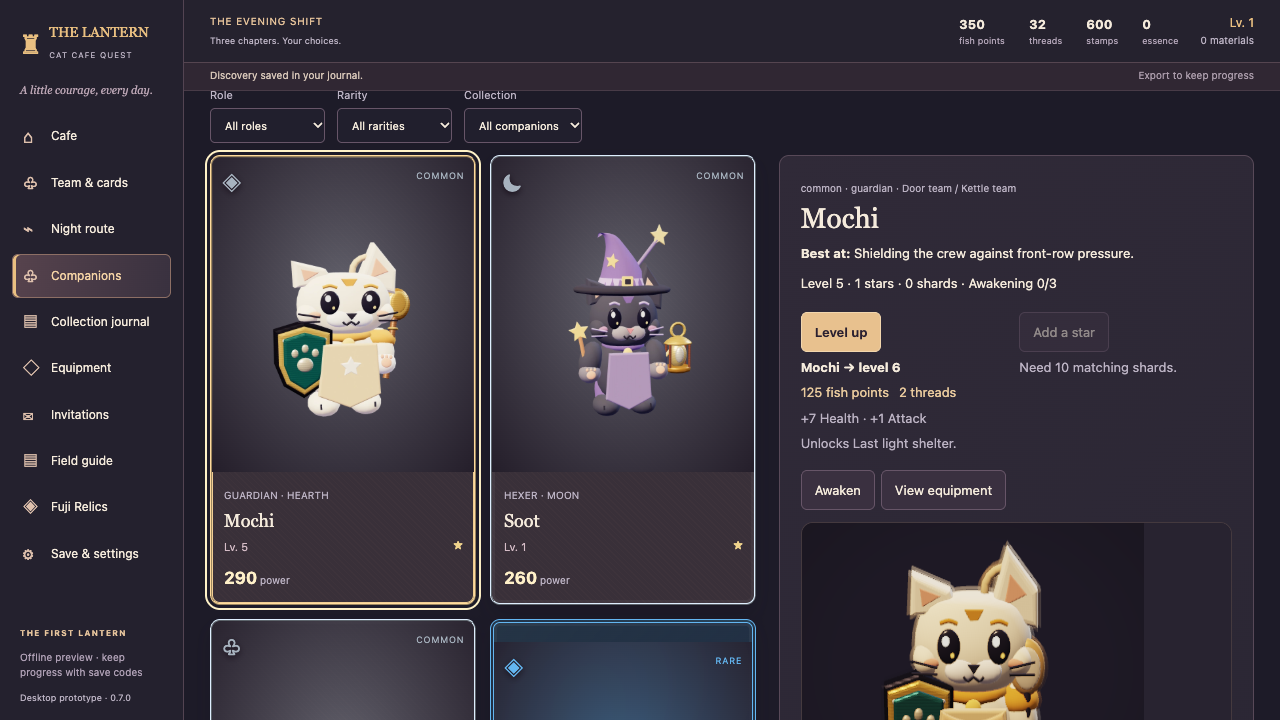 THE LANTERN
CAT CAFE QUEST
A little courage, every day.
Cafe
Team & cards
Night route
Companions
Collection journal
Equipment
Invitations
Field guide
Fuji Relics
Save & settings
THE FIRST LANTERN
Offline preview · keep
progress with save codes
Desktop prototype · 0.7.0
THE EVENING SHIFT
Three chapters. Your choices.
350
fish points
32
threads
600
stamps
0
essence
Lv. 1
0 materials
Discovery saved in your journal.
Export to keep progress
Role
Rarity
Collection
All roles
All rarities
All companions
COMMON
GUARDIAN · HEARTH
Mochi
Lv. 5
290 power
COMMON
HEXER · MOON
Soot
Lv. 1
260 power
COMMON
RARE
common · guardian · Door team / Kettle team
Mochi
Best at: Shielding the crew against front-row pressure.
Level 5 · 1 stars · 0 shards · Awakening 0/3
Level up
Mochi → level 6
125 fish points 2 threads
+7 Health · +1 Attack
Unlocks Last light shelter.
Add a star
Need 10 matching shards.
Awaken
View equipment